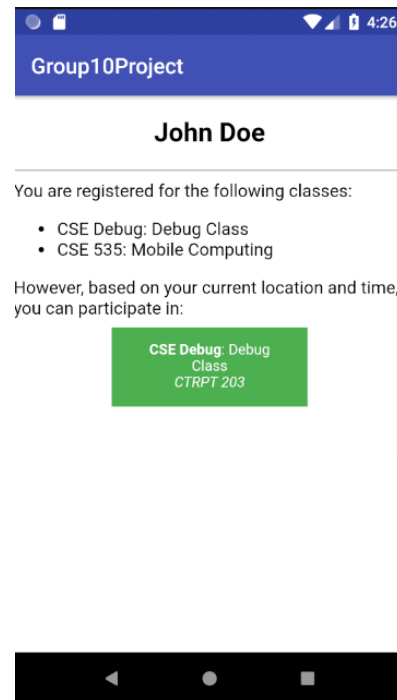 4:26
Group10Project
John Doe
You are registered for the following classes:
• CSE Debug: Debug Class
• CSE 535: Mobile Computing
However, based on your current location and time,
you can participate in:
CSE Debug: Debug
Class
CTRPT 203